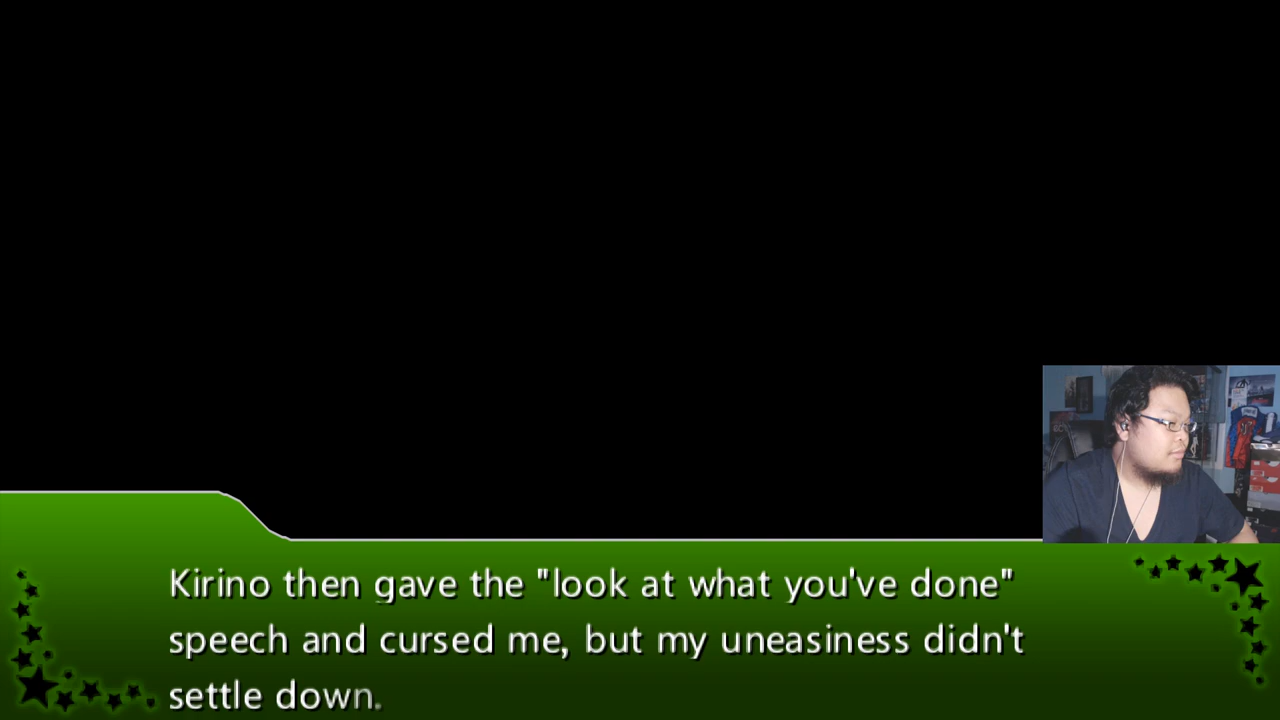 Kirino then gave the "look at what you've done"
speech and cursed me, but my uneasiness didn't
settle down.